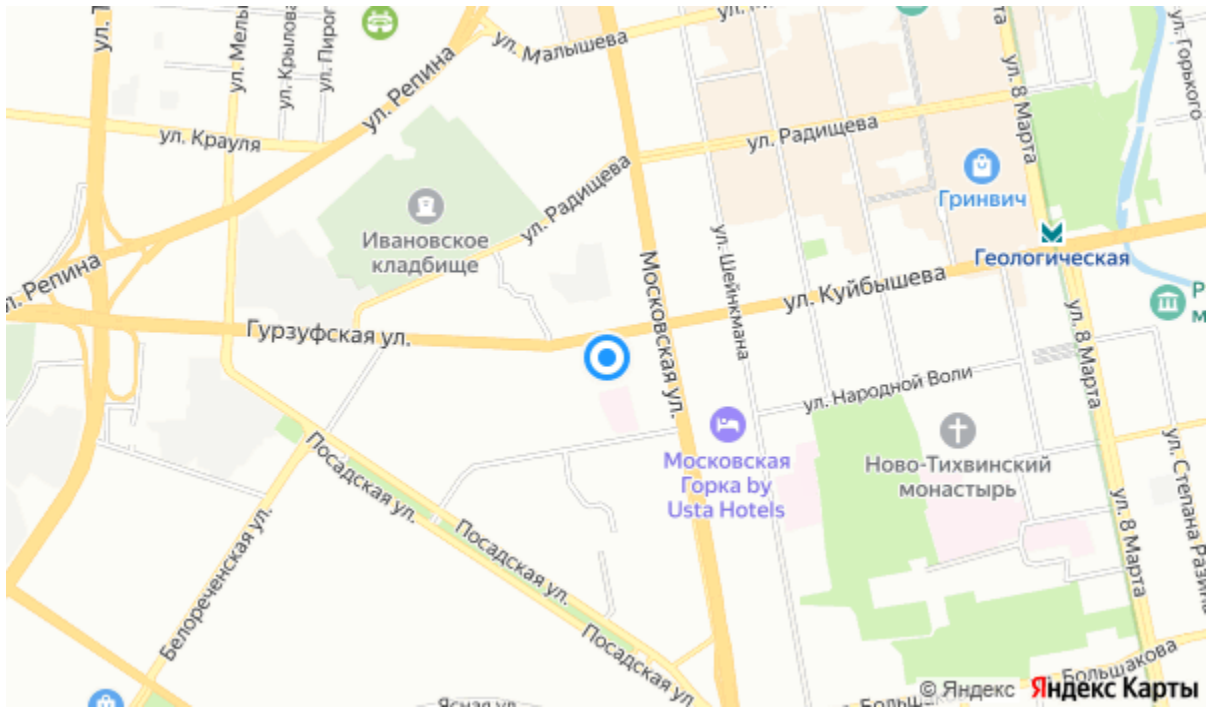 ул. Малышева
ул. 8 Марта
ул. Горького
ул. Мель
ул. Крылова
ул. Пирог
ул. Репина
ул. Крауля
ул. Радищева
Гринвич
Ивановское
кладбище
ул. Радищева
Геологическая
л. Репина
Московская ул.
ул. Шейнкмана
ул. Куйбышева
Гурзуфская ул.
ул. 8 Марта
ул. Народной Воли
Московская
Горка by
Usta Hotels
Ново-Тихвинский
монастырь
Посадская ул.
Посадская ул.
Посадская ул.
Белореченская ул.
ул. 8 Марта
ул. Степана Разина
Большакова
Большакова
Ясная ул.
© Яндекс
Яндекс Карты